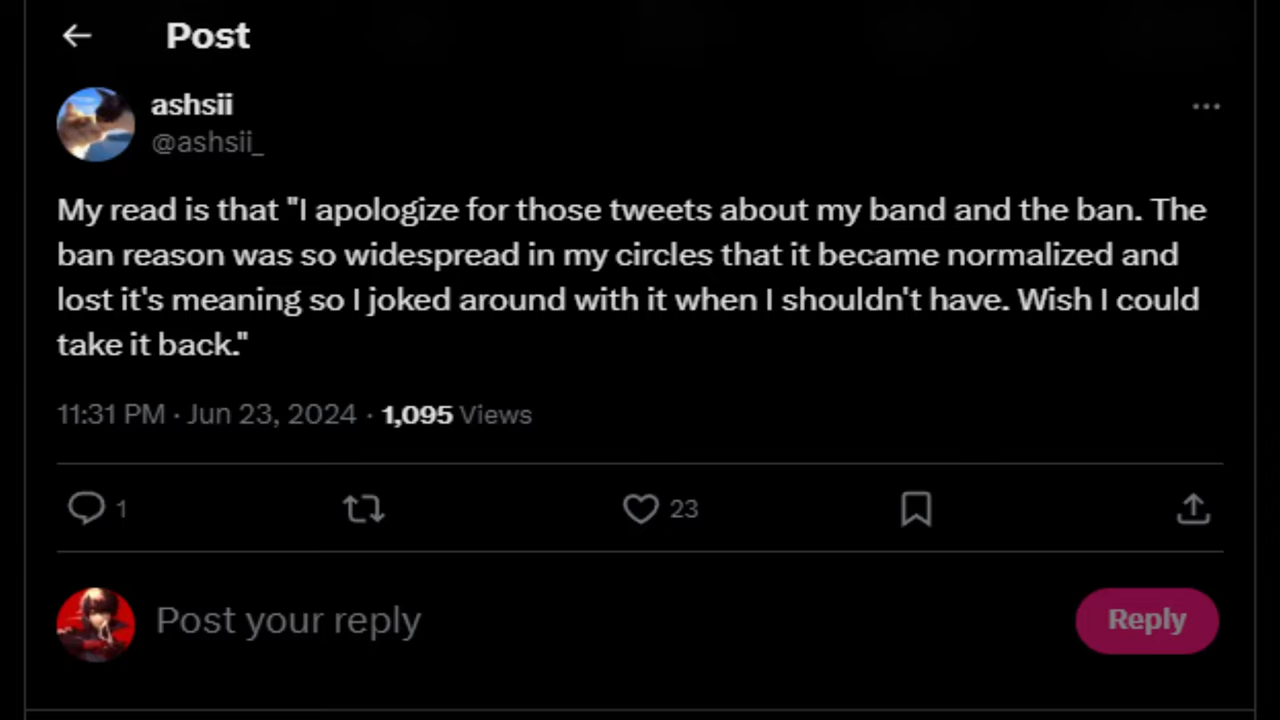 Post
ashsii
@ashsii_
My read is that "I apologize for those tweets about my band and the ban. The
ban reason was so widespread in my circles that it became normalized and
lost it's meaning so I joked around with it when I shouldn't have. Wish I could
take it back."
11:31 PM · Jun 23, 2024 · 1,095 Views
1 23
Post your reply Reply